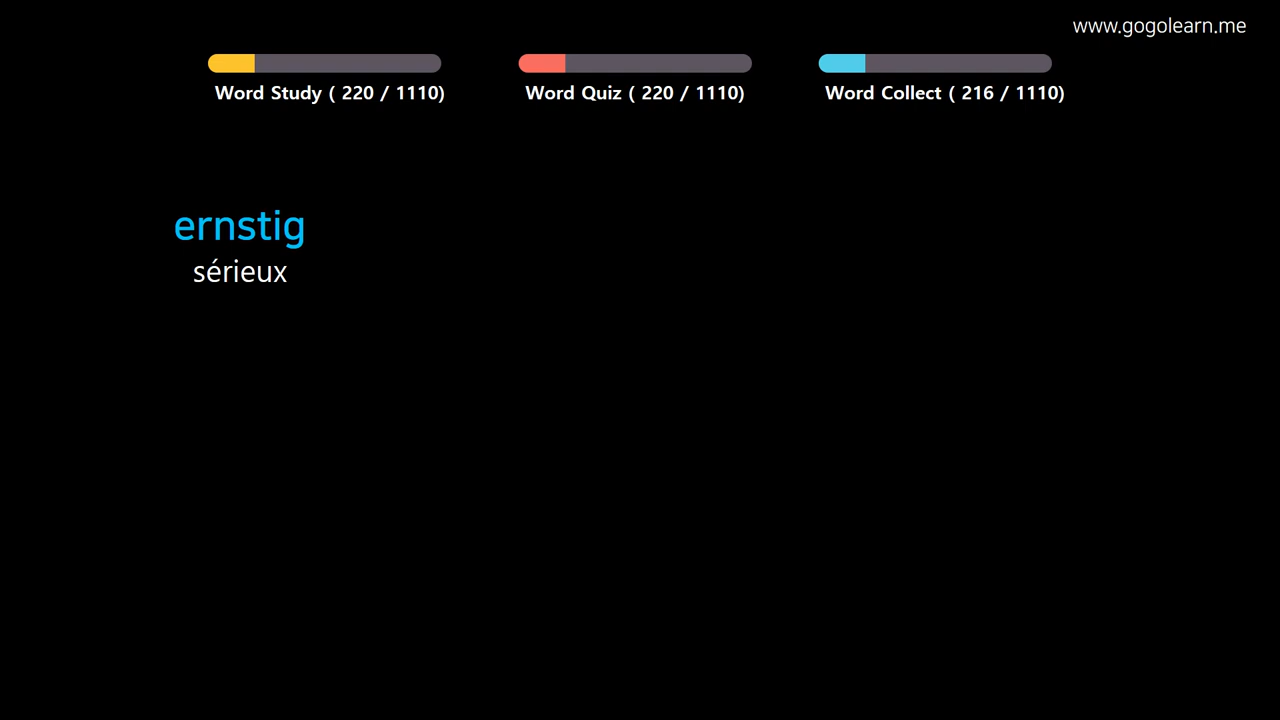 www.gogolearn.me
Word Study ( 220 / 1110)
Word Quiz ( 220 / 1110)
Word Collect ( 216 / 1110)
ernstig
sérieux